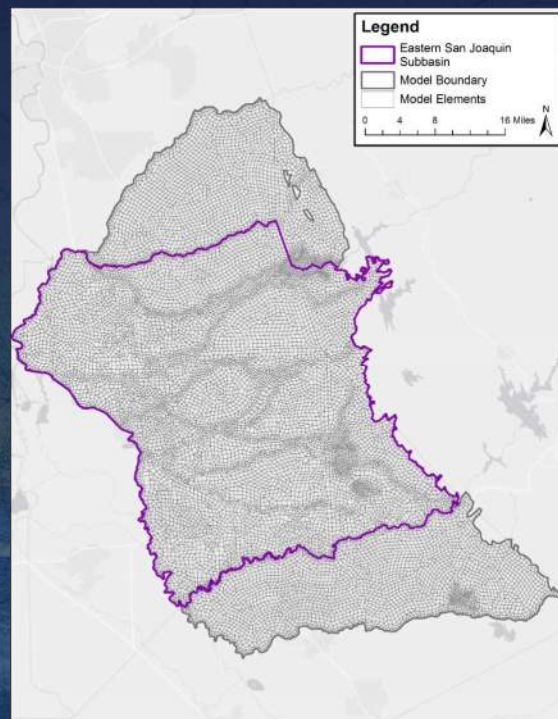 Legend
Eastern San Joaquin
Subbasin
Model Boundary
Model Elements
N
0 4 8 16 Miles